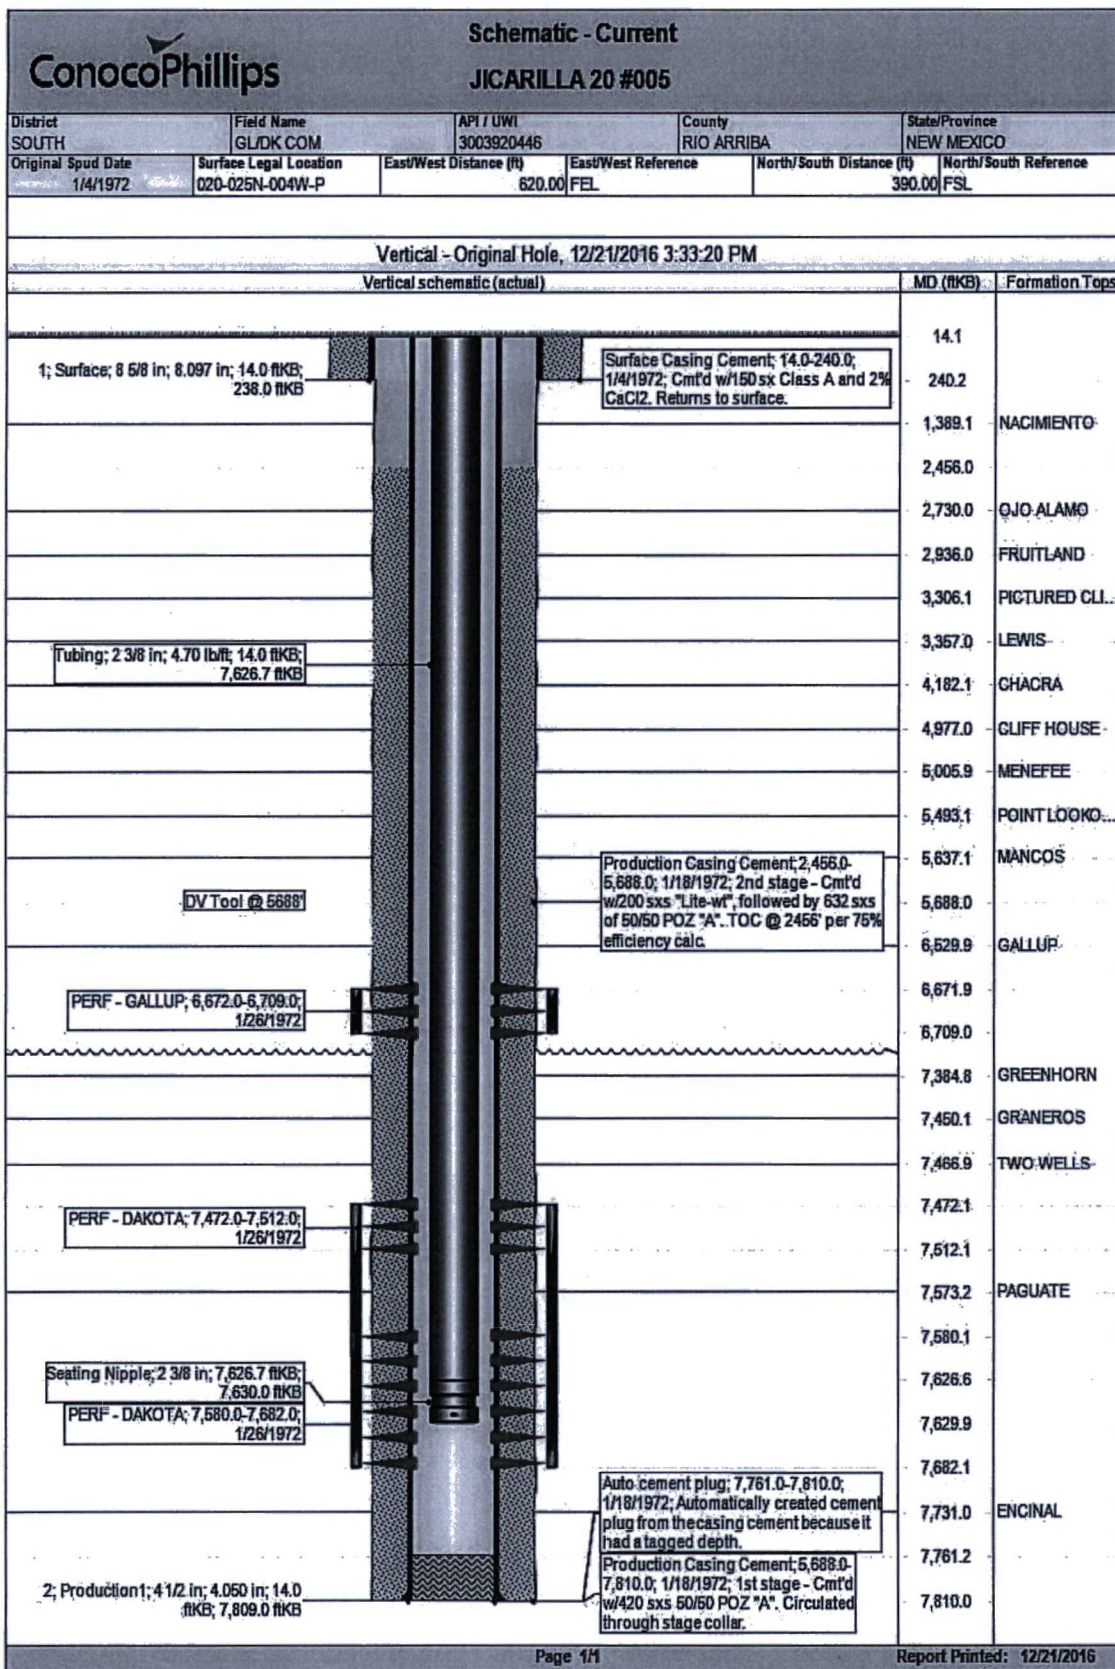 Schematic - Current
ConocoPhillips
JICARILLA 20 #005
District
Field Name
API / UWI
County
State/Province
SOUTH
GL/DK COM
3003920446
RIO ARRIBA
NEW MEXICO
Original Spud Date
Surface Legal Location
East/West Distance (ft)
East/West Reference
North/South Distance (ft)
North/South Reference
1/4/1972
020-025N-004W-P
620.00
FEL
390.00
FSL
Vertical - Original Hole, 12/21/2016 3:33:20 PM
Vertical schematic (actual)
MD (ftKB)
Formation Tops
14.1
1; Surface; 8 5/8 in; 8.097 in; 14.0 ftKB;
238.0 ftKB
Surface Casing Cement; 14.0-240.0;
1/4/1972; Cmt'd w/150 sx Class A and 2%
CaCl2. Returns to surface.
240.2
1,389.1 NACIMIENTO
2,456.0
2,730.0 OJO ALAMO
2,936.0 FRUITLAND
3,306.1 PICTURED CLI...
3,357.0 LEWIS
Tubing; 2 3/8 in; 4.70 lb/ft; 14.0 ftKB;
7,626.7 ftKB
4,182.1 CHACRA
4,977.0 CLIFF HOUSE
5,005.9 MENEFEE
5,493.1 POINT LOOKO...
5,637.1 MANCOS
Production Casing Cement; 2,456.0-
5,688.0; 1/18/1972; 2nd stage - Cmt'd
w/200 sxs "Lite-wt", followed by 632 sxs
of 50/50 POZ "A". TOC @ 2456' per 75%
efficiency calc.
DV Tool @ 5688'
5,688.0
6,529.9 GALLUP
6,671.9
PERF - GALLUP; 6,672.0-6,709.0;
1/26/1972
6,709.0
7,384.8 GREENHORN
7,450.1 GRANEROS
7,466.9 TWO WELLS
7,472.1
PERF - DAKOTA; 7,472.0-7,512.0;
1/26/1972
7,512.1
7,573.2 PAGUATE
7,580.1
Seating Nipple; 2 3/8 in; 7,626.7 ftKB;
7,630.0 ftKB
7,626.6
PERF - DAKOTA; 7,580.0-7,682.0;
1/26/1972
7,629.9
7,682.1
Auto cement plug; 7,761.0-7,810.0;
1/18/1972; Automatically created cement
plug from the casing cement because it
had a tagged depth.
7,731.0 ENCINAL
7,761.2
Production Casing Cement; 5,688.0-
7,810.0; 1/18/1972; 1st stage - Cmt'd
w/420 sxs 50/50 POZ "A". Circulated
through stage collar.
2; Production1; 4 1/2 in; 4.050 in; 14.0
ftKB; 7,809.0 ftKB
7,810.0
Page 1/1
Report Printed: 12/21/2016